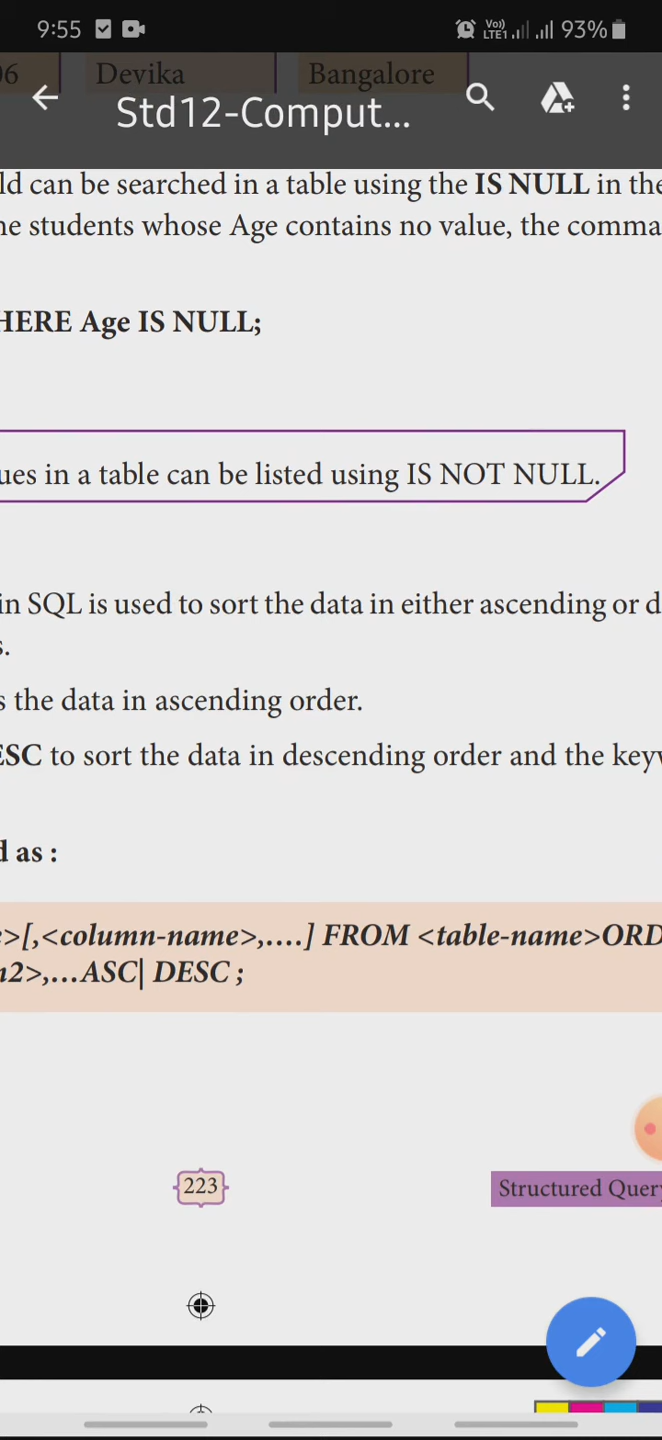 9:55 Vo)) LTE1 93%
06 Devika Bangalore
Std12-Comput...
ld can be searched in a table using the IS NULL in the
ne students whose Age contains no value, the comma
HERE Age IS NULL;
ues in a table can be listed using IS NOT NULL.
in SQL is used to sort the data in either ascending or d
s.
s the data in ascending order.
ESC to sort the data in descending order and the keyw
d as :
e>[,<column-name>,....] FROM <table-name>ORD
n2>,...ASC| DESC ;
223
Structured Query